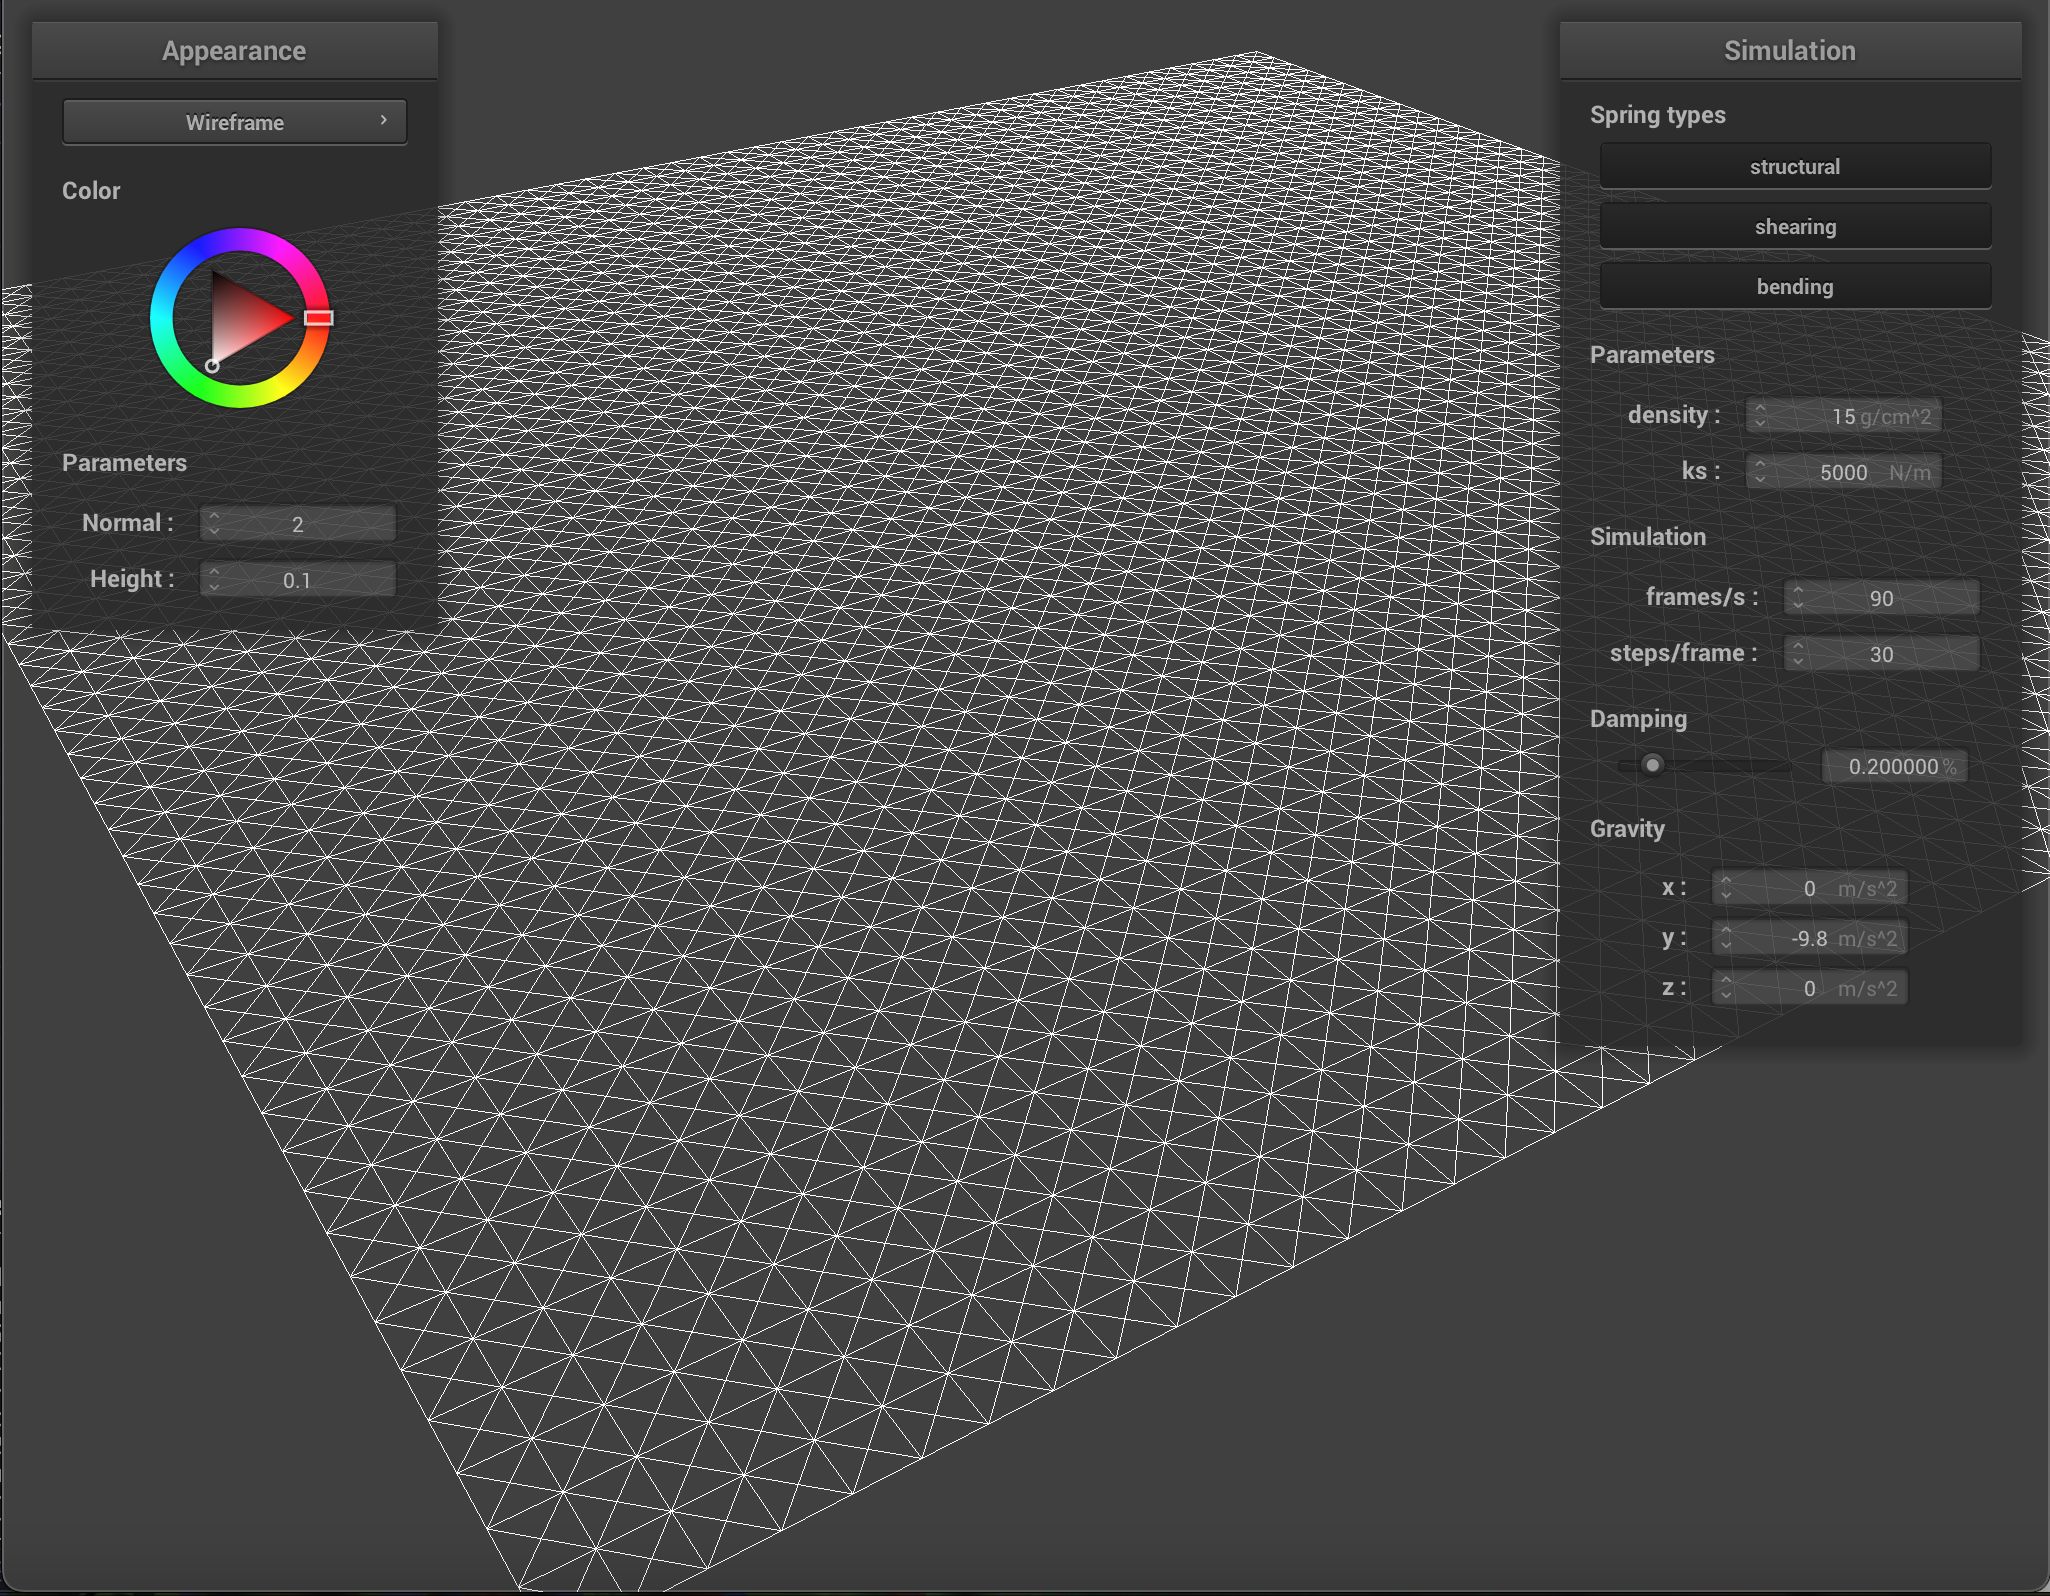 Appearance
Wireframe
Color
Parameters
Normal : 2
Height : 0.1
Simulation
Spring types
structural
shearing
bending
Parameters
density : 15 g/cm^2
ks : 5000 N/m
Simulation
frames/s : 90
steps/frame : 30
Damping
0.200000 %
Gravity
x : 0 m/s^2
y : -9.8 m/s^2
z : 0 m/s^2